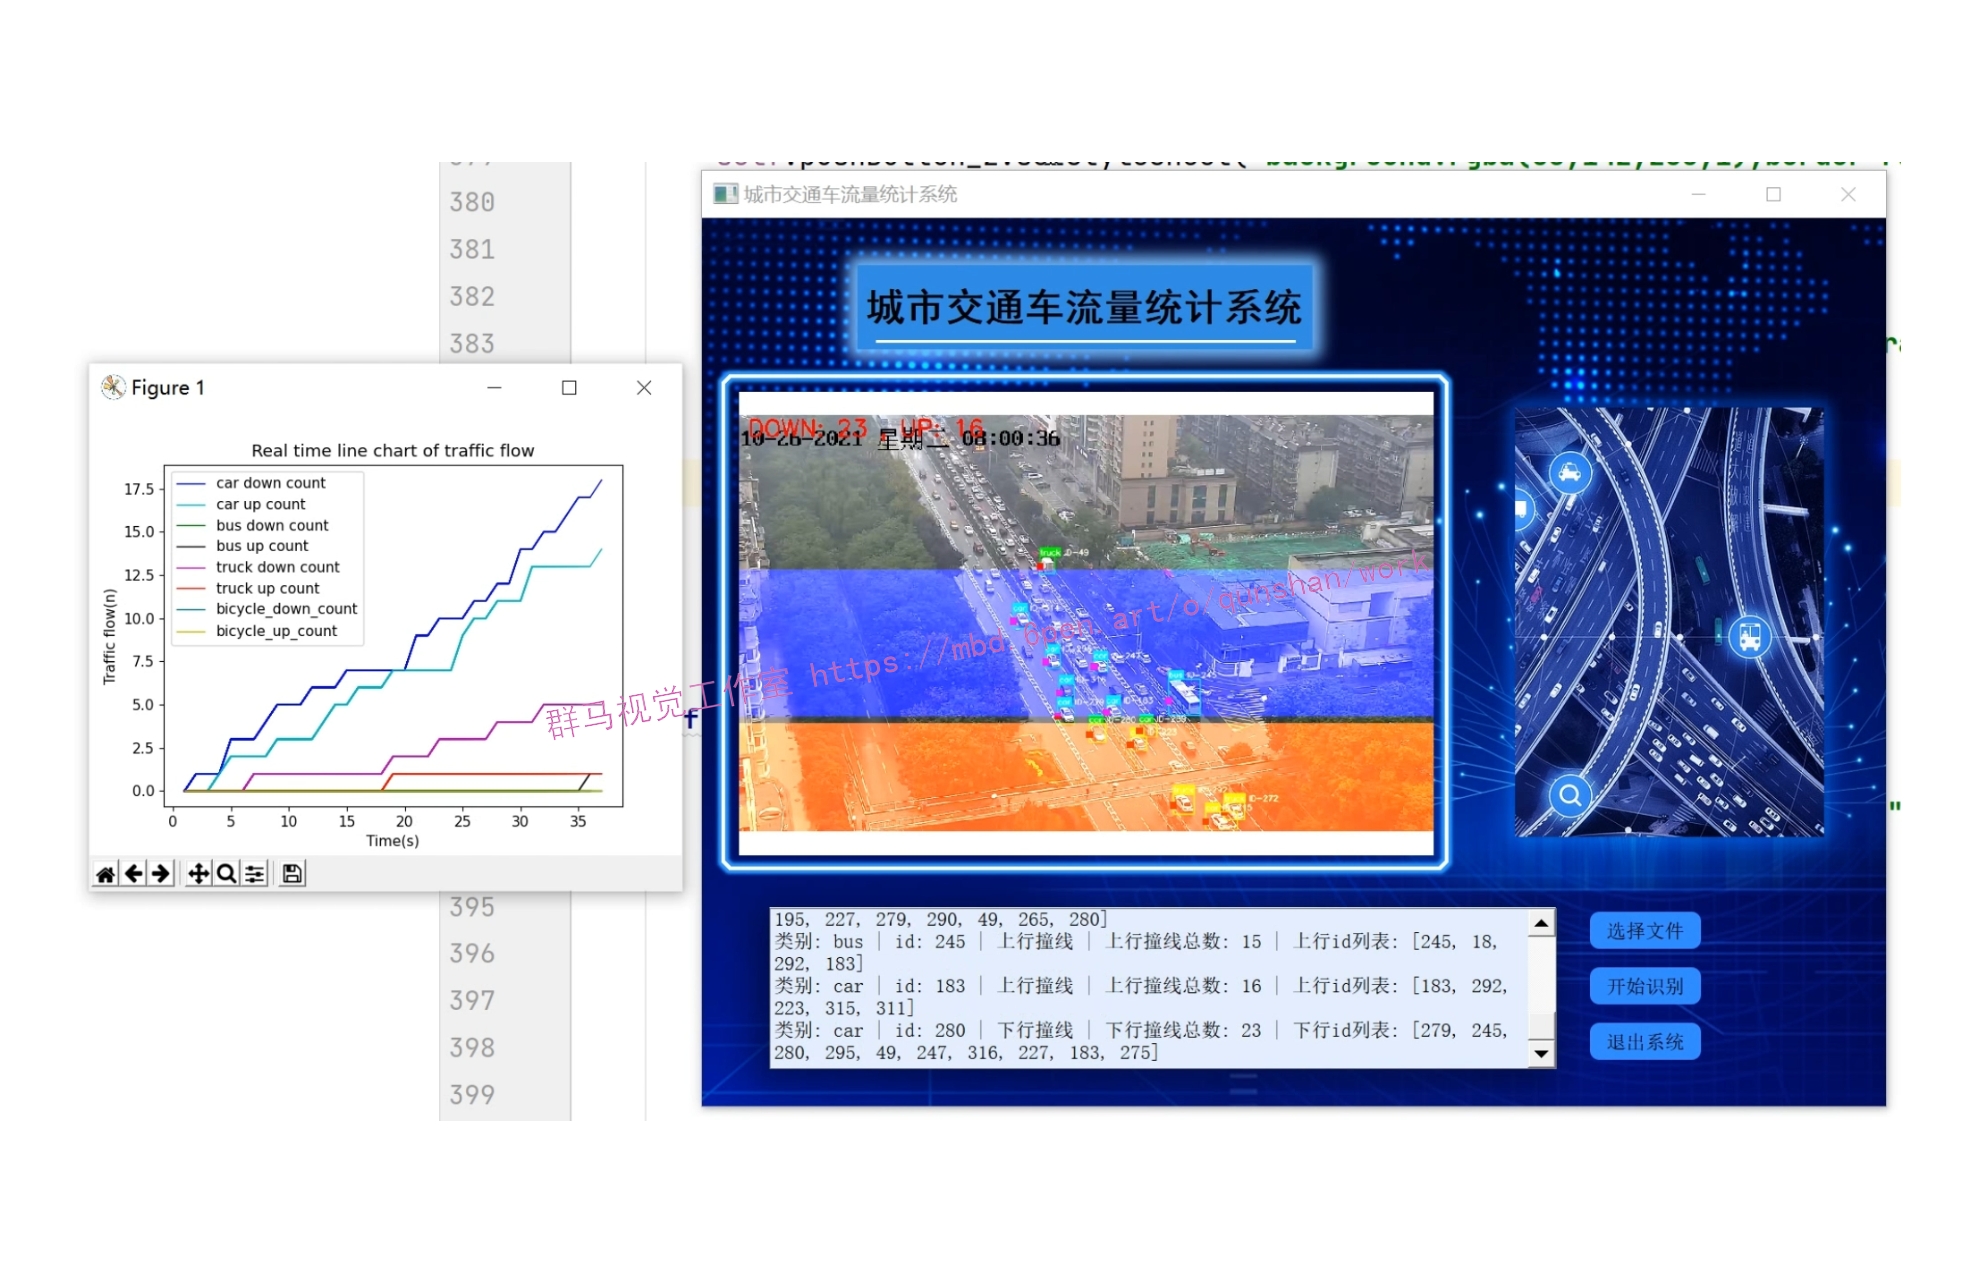 380
381
382
383
395
396
397
398
399
Figure 1
Real time line chart of traffic flow
car down count
car up count
bus down count
bus up count
truck down count
truck up count
bicycle_down_count
bicycle_up_count
17.5
15.0
12.5
10.0
7.5
5.0
2.5
0.0
Traffic flow(n)
0 5 10 15 20 25 30 35
Time(s)
城市交通车流量统计系统
城市交通车流量统计系统
DOWN: 23 , UP: 16
10-26-2021 星期二 08:00:36
truck ID-49
群马视觉工作室 https://mbd.6pen.art/o/qunshan/work
195, 227, 279, 290, 49, 265, 280]
类别: bus | id: 245 | 上行撞线 | 上行撞线总数: 15 | 上行id列表: [245, 18,
292, 183]
类别: car | id: 183 | 上行撞线 | 上行撞线总数: 16 | 上行id列表: [183, 292,
223, 315, 311]
类别: car | id: 280 | 下行撞线 | 下行撞线总数: 23 | 下行id列表: [279, 245,
280, 295, 49, 247, 316, 227, 183, 275]
选择文件
开始识别
退出系统